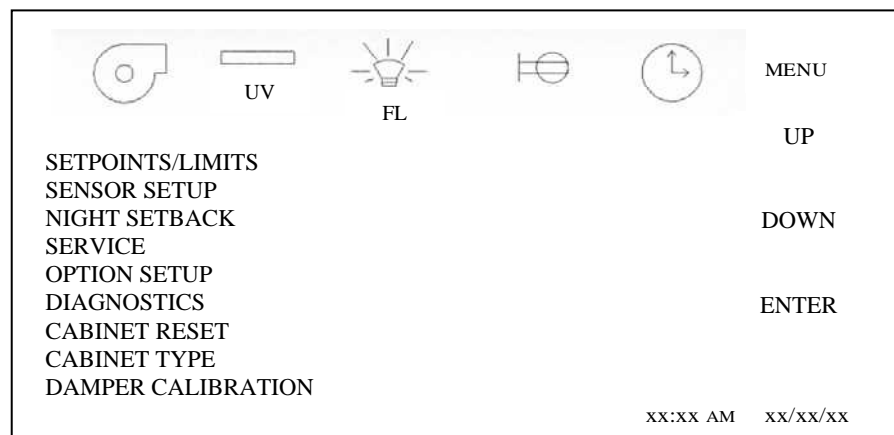 UV
FL
MENU
UP
DOWN
ENTER
SETPOINTS/LIMITS
SENSOR SETUP
NIGHT SETBACK
SERVICE
OPTION SETUP
DIAGNOSTICS
CABINET RESET
CABINET TYPE
DAMPER CALIBRATION
xx:xx AM xx/xx/xx